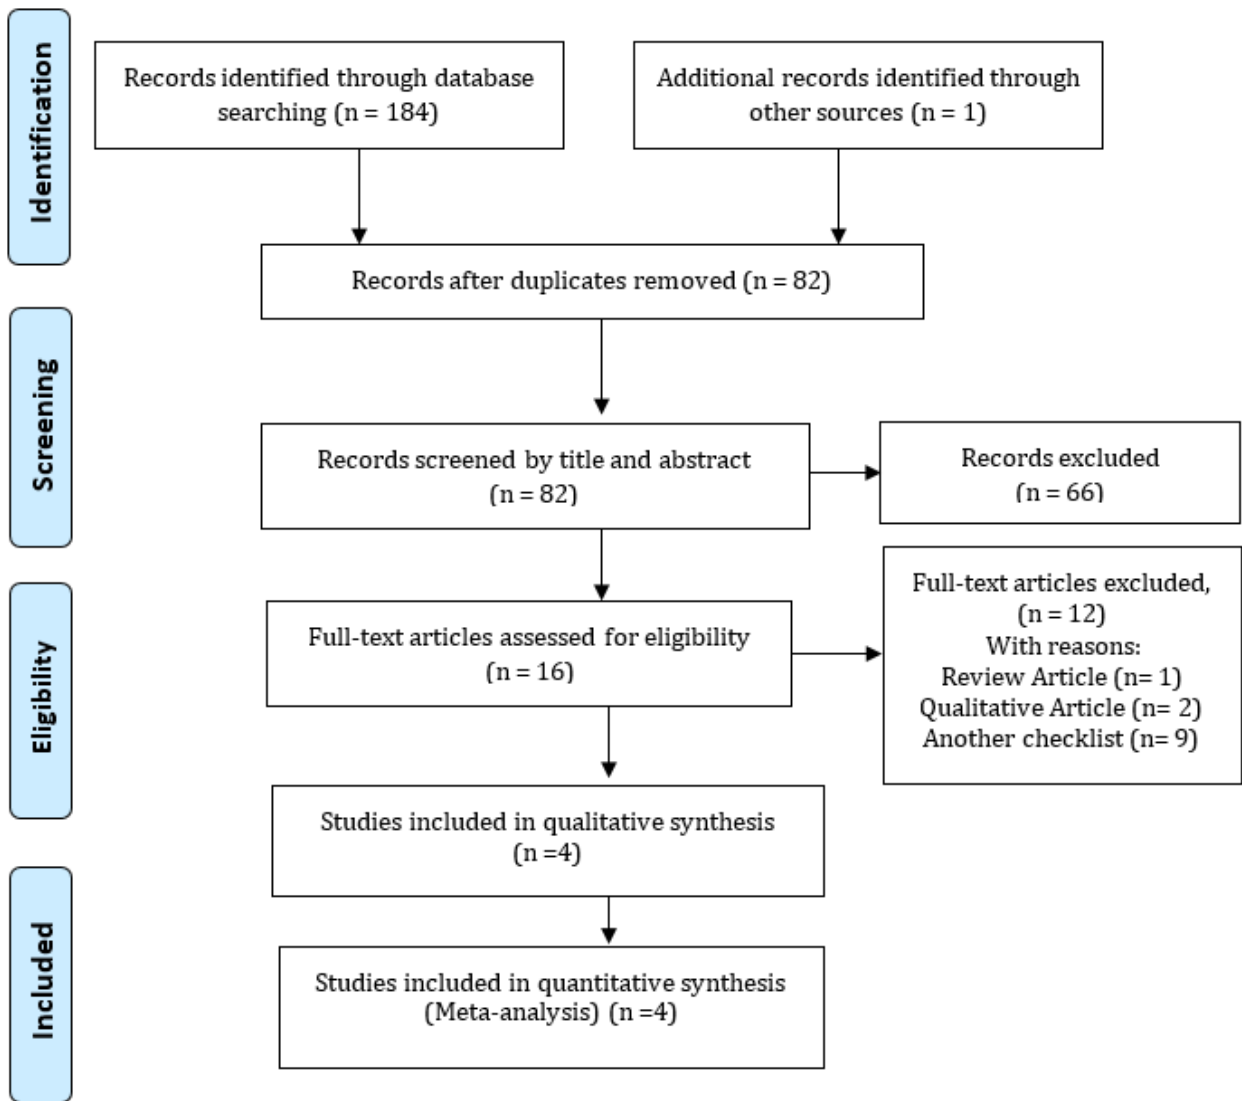 Identification
Records identified through database
searching (n = 184)
Additional records identified through
other sources (n = 1)
Records after duplicates removed (n = 82)
Screening
Records screened by title and abstract
(n = 82)
Records excluded
(n = 66)
Eligibility
Full-text articles assessed for eligibility
(n = 16)
Full-text articles excluded,
(n = 12)
With reasons:
Review Article (n= 1)
Qualitative Article (n= 2)
Another checklist (n= 9)
Studies included in qualitative synthesis
(n =4)
Included
Studies included in quantitative synthesis
(Meta-analysis) (n =4)